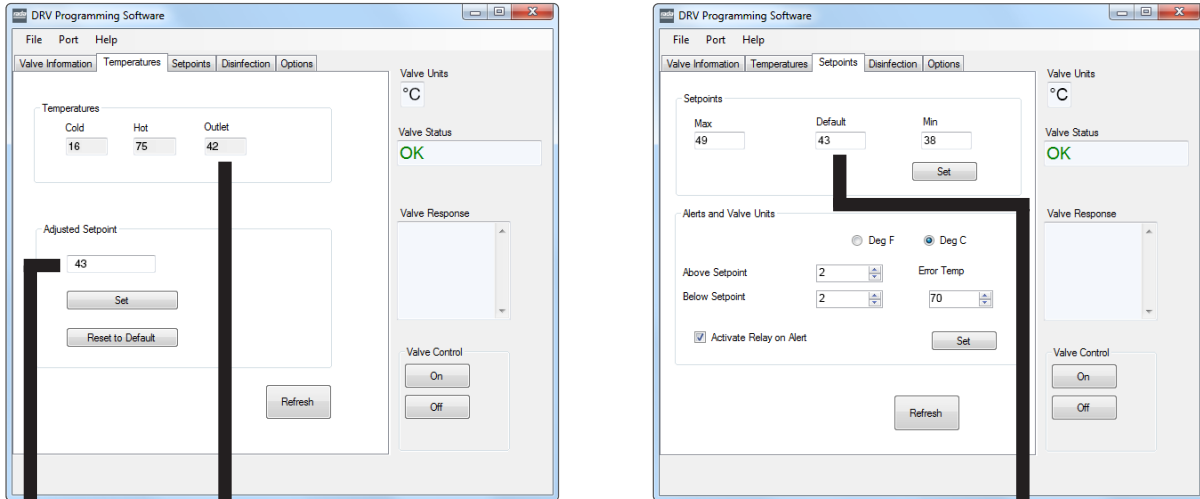 rada DRV Programming Software
File Port Help
Valve Information Temperatures Setpoints Disinfection Options
Valve Units
°C
Temperatures
Cold Hot Outlet
16 75 42
Valve Status
OK
Adjusted Setpoint
43
Set
Reset to Default
Valve Response
Valve Control
On
Off
Refresh
rada DRV Programming Software
File Port Help
Valve Information Temperatures Setpoints Disinfection Options
Valve Units
°C
Setpoints
Max Default Min
49 43 38
Set
Valve Status
OK
Alerts and Valve Units
Deg F Deg C
Above Setpoint 2 Error Temp
Below Setpoint 2 70
Activate Relay on Alert Set
Valve Response
Valve Control
On
Off
Refresh